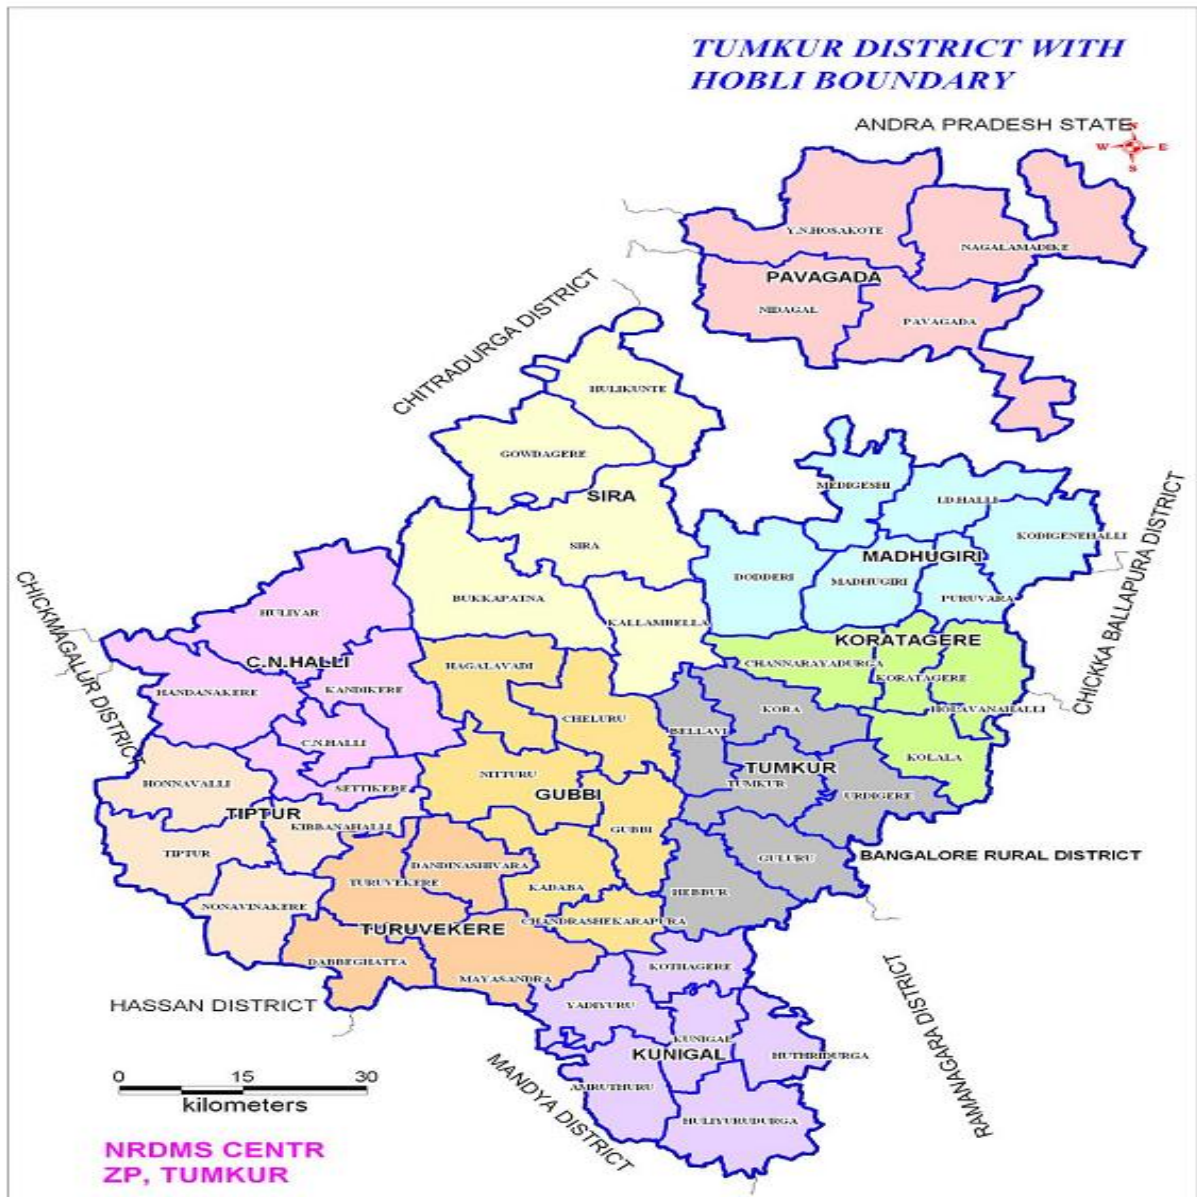 TUMKUR DISTRICT WITH
HOBLI BOUNDARY
ANDRA PRADESH STATE
N
W
E
S
Y.N.HOSAKOTE
NAGALAMADIKE
PAVAGADA
NIDAGAL
PAVAGADA
CHITRADURGA DISTRICT
HULIKUNTE
GOWDAGERE
SIRA
SIRA
BUKKAPATNA
KALLAMBELLA
MEDIGESHI
I.D.HALLI
KODIGENEHALLI
MADHUGIRI
DODDERI
MADHUGIRI
PURUVARA
CHICKKA BALLAPURA DISTRICT
KORATAGERE
CHANNARAYADURGA
KORATAGERE
HOLAVANAHALLI
KOLALA
CHICKMAGALUR DISTRICT
HULIYAR
C.N.HALLI
HANDANAKERE
KANDIKERE
C.N.HALLI
SETTIKERE
HAGALAVADI
CHELURU
NITTURU
GUBBI
GUBBI
KADABA
CHANDRASHEKARAPURA
BELLAVI
KORA
TUMKUR
TUMKUR
URDIGERE
GULURU
HEBBUR
BANGALORE RURAL DISTRICT
HONNAVALLI
TIPTUR
KIBBANAHALLI
TIPTUR
NONAVINAKERE
DANDINASHIVARA
TURUVEKERE
TURUVEKERE
DABBEGHATTA
MAYASANDRA
HASSAN DISTRICT
KOTHAGERE
YADIYURU
KUNIGAL
KUNIGAL
HUTHRIDURGA
AMRUTHURU
HULIYURUDURGA
MANDYA DISTRICT
RAMANAGARA DISTRICT
0 15 30
kilometers
NRDMS CENTR
ZP, TUMKUR